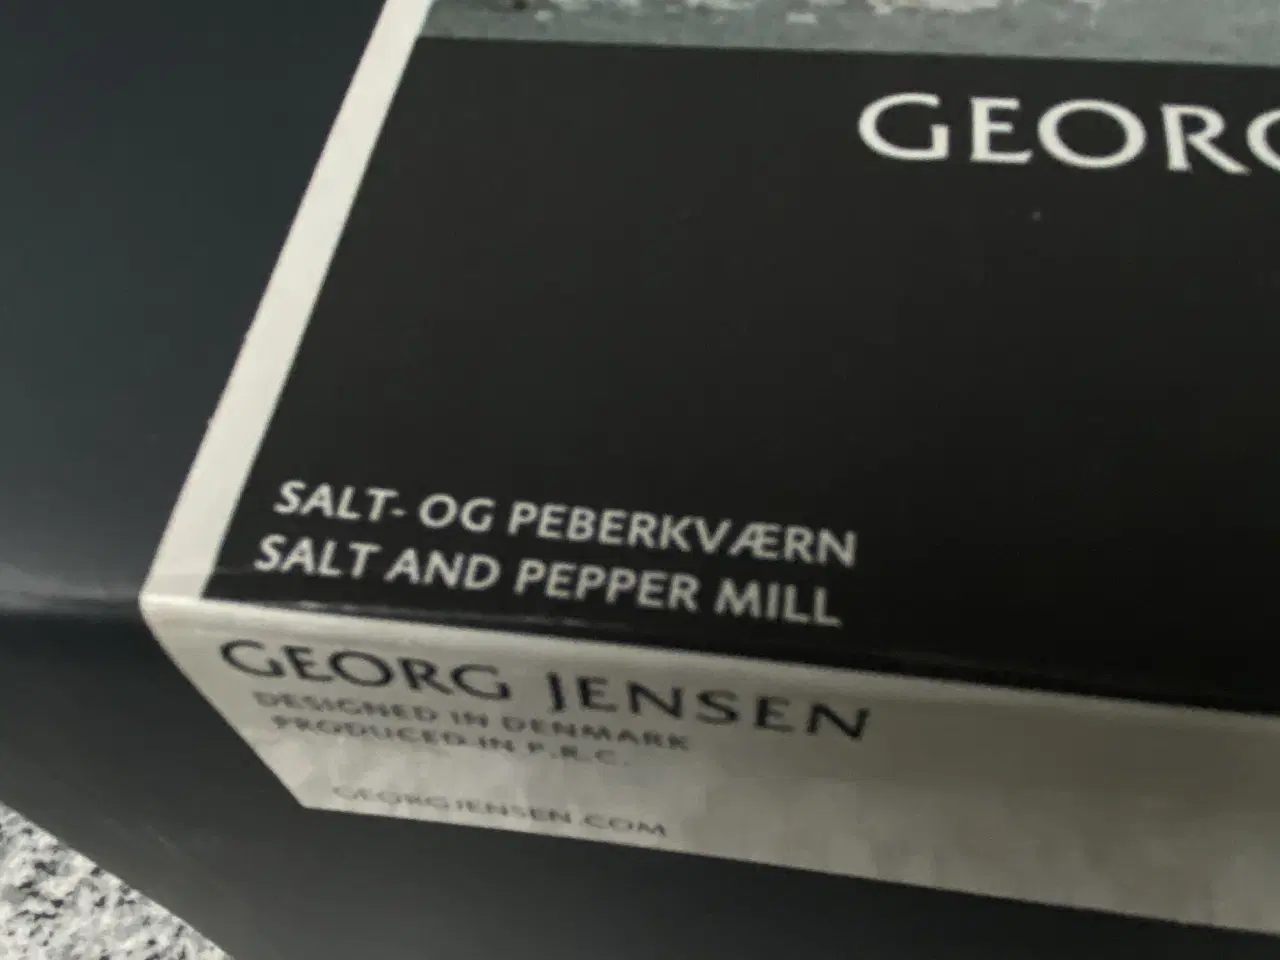 GEORG
SALT- OG PEBERKVÆRN
SALT AND PEPPER MILL
GEORG JENSEN
DESIGNED IN DENMARK
PRODUCED IN P.R.C.
GEORGJENSEN.COM